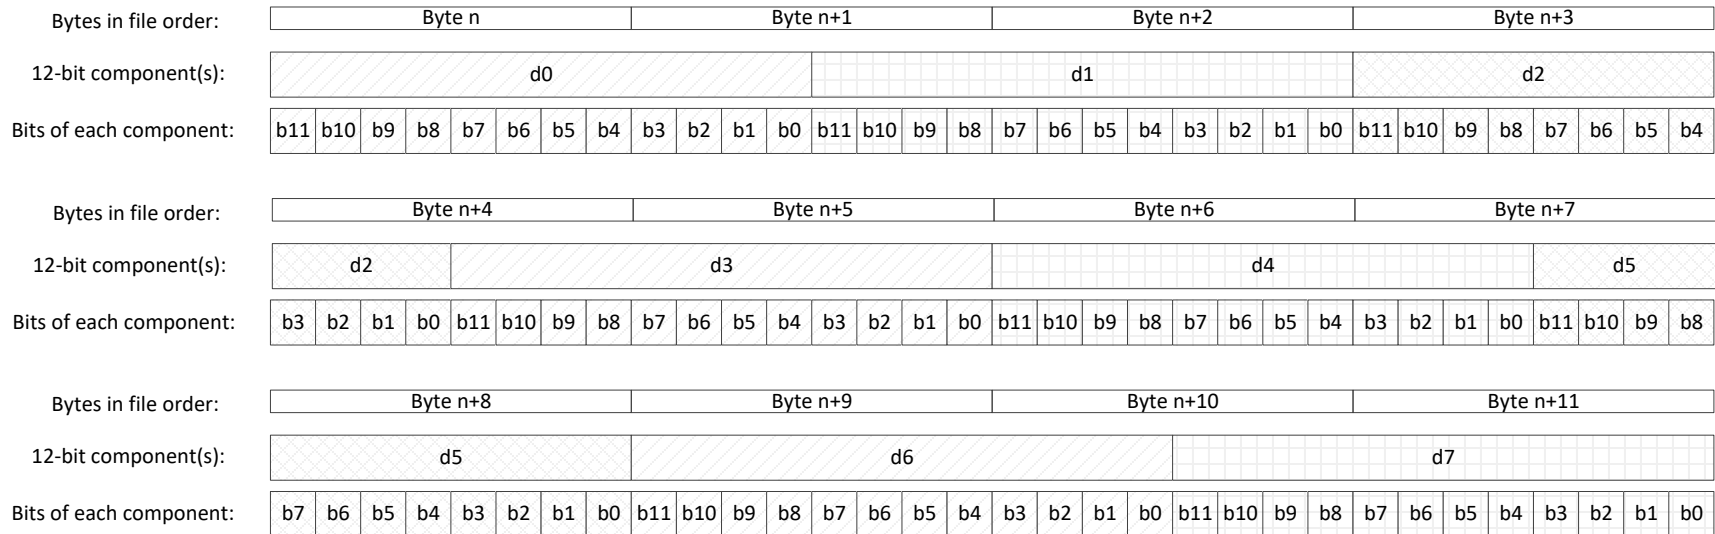 Bytes in file order: Byte n Byte n+1 Byte n+2 Byte n+3
12-bit component(s): d0 d1 d2
Bits of each component: b11 b10 b9 b8 b7 b6 b5 b4 b3 b2 b1 b0 b11 b10 b9 b8 b7 b6 b5 b4 b3 b2 b1 b0 b11 b10 b9 b8 b7 b6 b5 b4
Bytes in file order: Byte n+4 Byte n+5 Byte n+6 Byte n+7
12-bit component(s): d2 d3 d4 d5
Bits of each component: b3 b2 b1 b0 b11 b10 b9 b8 b7 b6 b5 b4 b3 b2 b1 b0 b11 b10 b9 b8 b7 b6 b5 b4 b3 b2 b1 b0 b11 b10 b9 b8
Bytes in file order: Byte n+8 Byte n+9 Byte n+10 Byte n+11
12-bit component(s): d5 d6 d7
Bits of each component: b7 b6 b5 b4 b3 b2 b1 b0 b11 b10 b9 b8 b7 b6 b5 b4 b3 b2 b1 b0 b11 b10 b9 b8 b7 b6 b5 b4 b3 b2 b1 b0